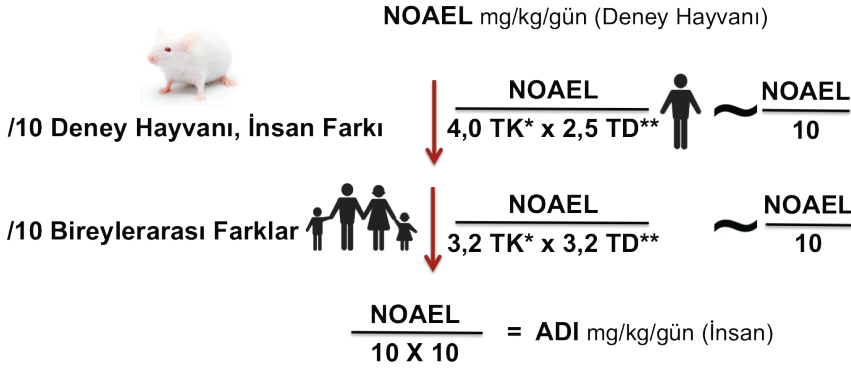 NOAEL mg/kg/gün (Deney Hayvanı)
/10 Deney Hayvanı, İnsan Farkı
NOAEL
4,0 TK* x 2,5 TD**
~
NOAEL
10
/10 Bireylerarası Farklar
NOAEL
3,2 TK* x 3,2 TD**
~
NOAEL
10
NOAEL
10 X 10
= ADI mg/kg/gün (İnsan)